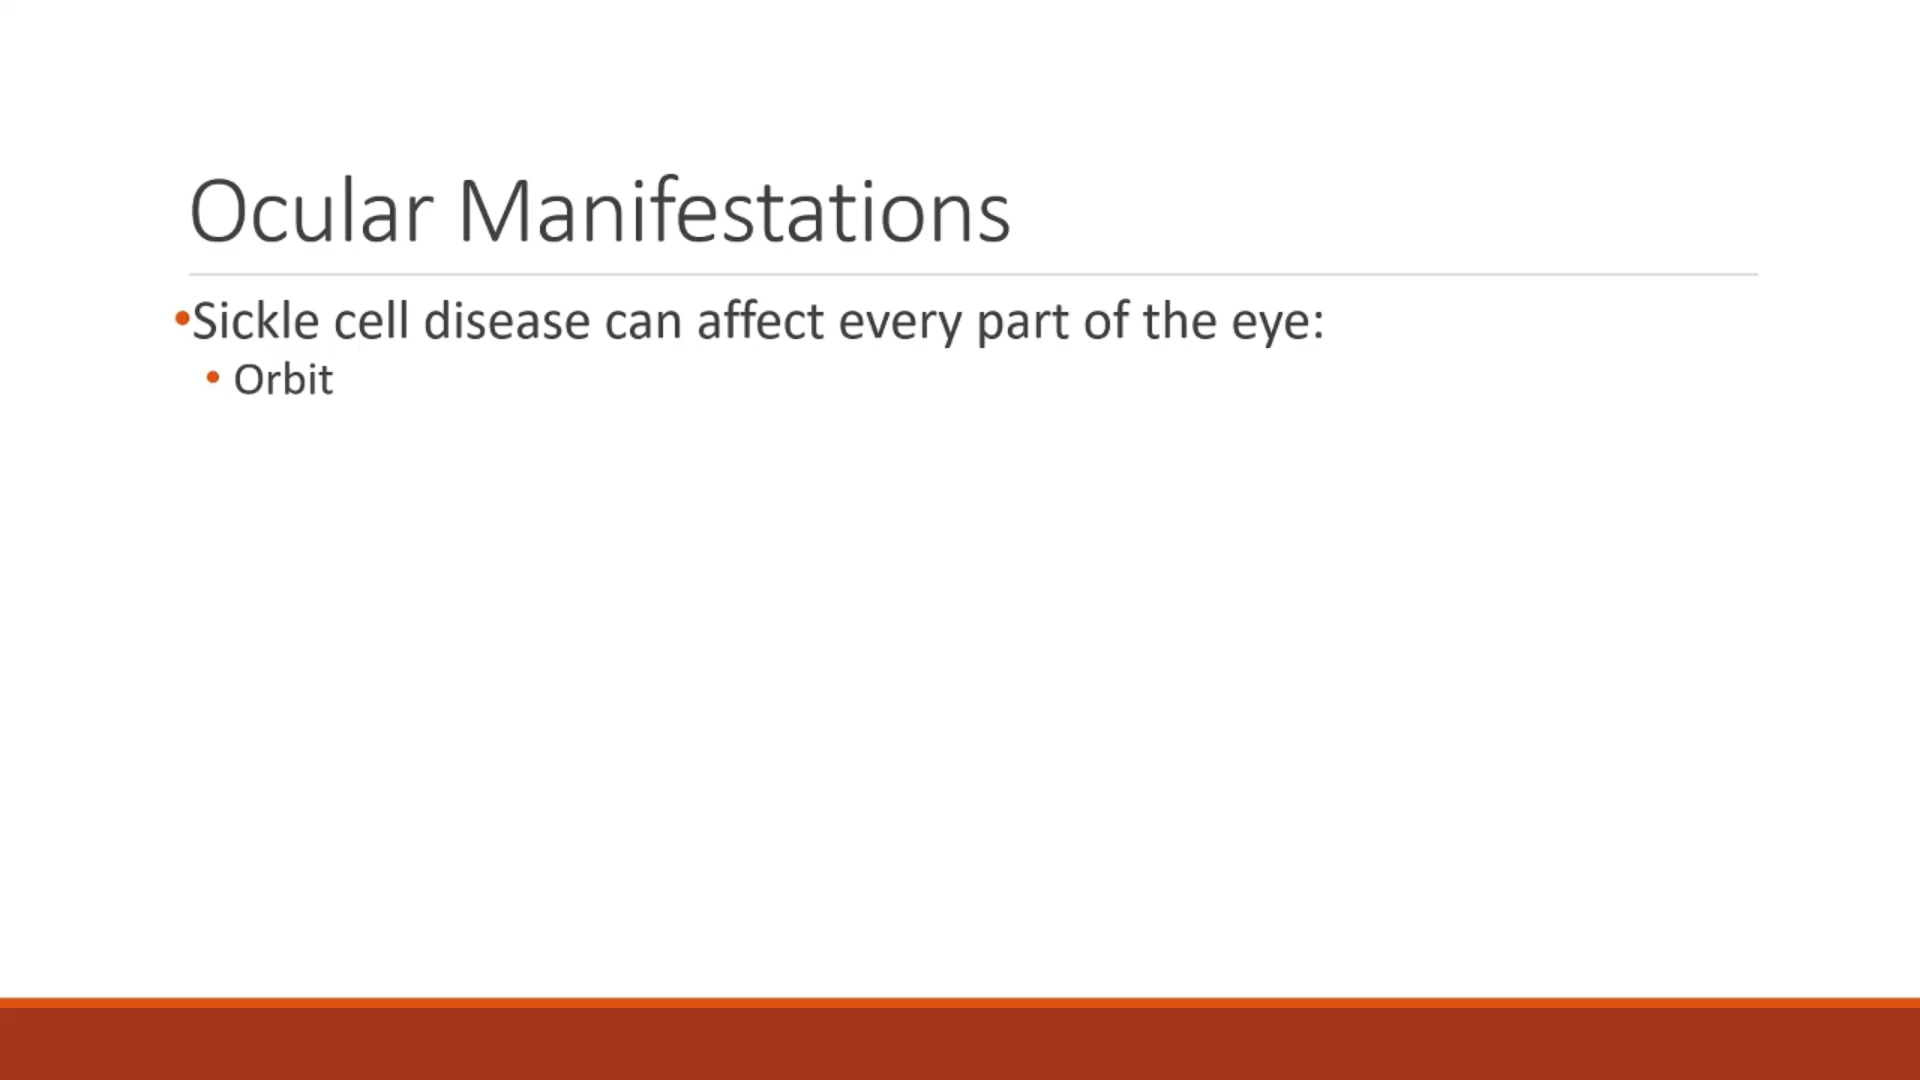 Ocular Manifestations
•Sickle cell disease can affect every part of the eye:
• Orbit